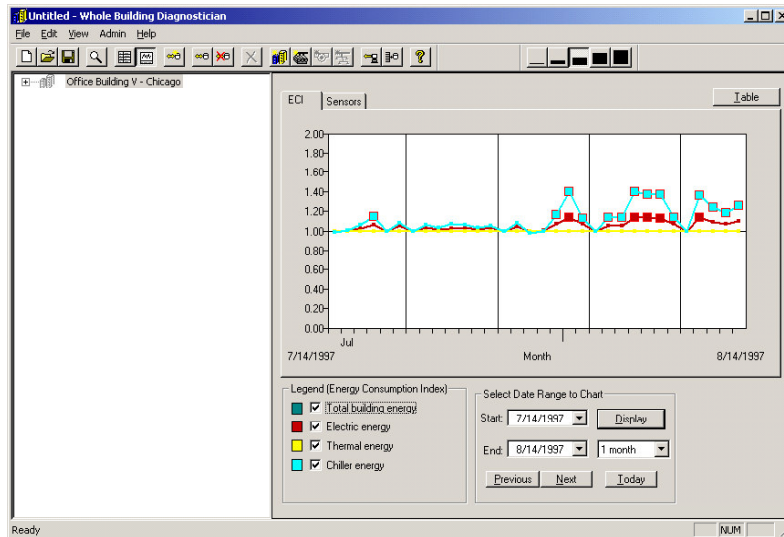 Untitled - Whole Building Diagnostician
File Edit View Admin Help
Office Building V - Chicago
ECI Sensors Table
2.00
1.80
1.60
1.40
1.20
1.00
0.80
0.60
0.40
0.20
0.00
Jul
7/14/1997 Month 8/14/1997
Legend (Energy Consumption Index)
Total building energy
Electric energy
Thermal energy
Chiller energy
Select Date Range to Chart
Start: 7/14/1997 Display
End: 8/14/1997 1 month
Previous Next Today
Ready NUM